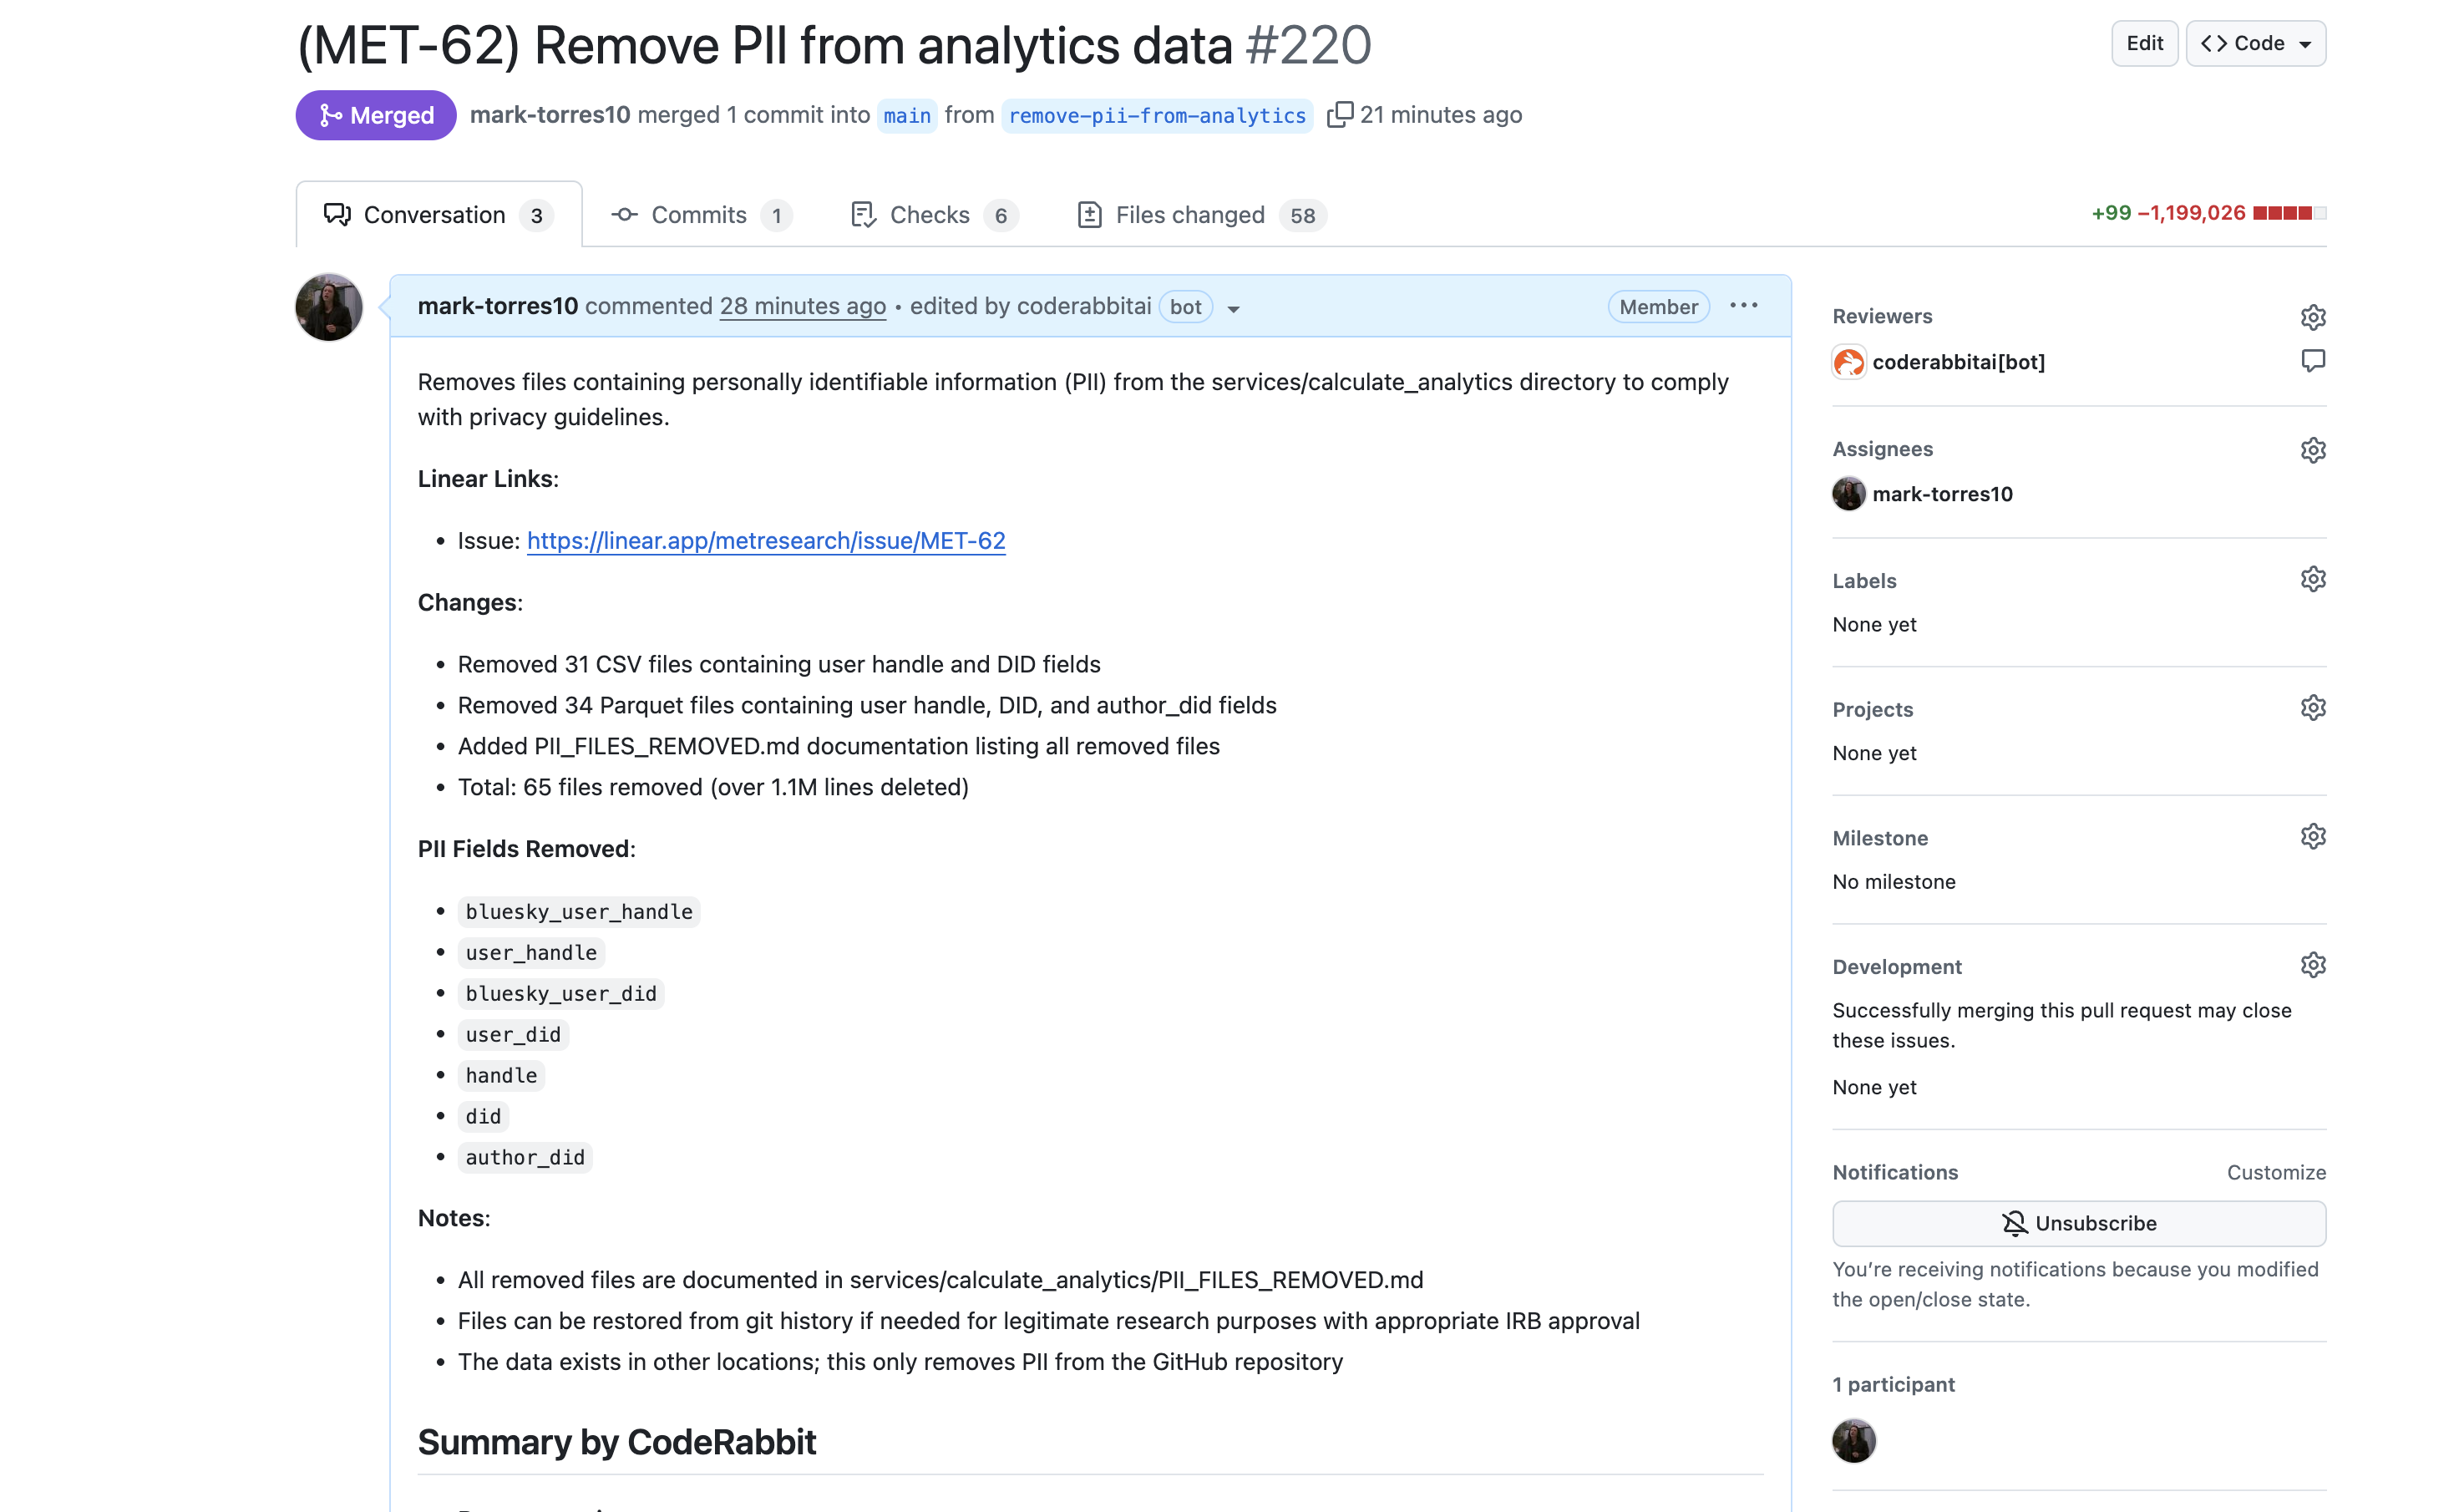 (MET-62) Remove PII from analytics data #220
Edit
Code
Merged
mark-torres10 merged 1 commit into main from remove-pii-from-analytics 21 minutes ago
Conversation 3
Commits 1
Checks 6
Files changed 58
+99 −1,199,026
mark-torres10 commented 28 minutes ago • edited by coderabbitai bot
Member
Removes files containing personally identifiable information (PII) from the services/calculate_analytics directory to comply
with privacy guidelines.
Linear Links:
• Issue: https://linear.app/metresearch/issue/MET-62
Changes:
• Removed 31 CSV files containing user handle and DID fields
• Removed 34 Parquet files containing user handle, DID, and author_did fields
• Added PII_FILES_REMOVED.md documentation listing all removed files
• Total: 65 files removed (over 1.1M lines deleted)
PII Fields Removed:
• bluesky_user_handle
• user_handle
• bluesky_user_did
• user_did
• handle
• did
• author_did
Notes:
• All removed files are documented in services/calculate_analytics/PII_FILES_REMOVED.md
• Files can be restored from git history if needed for legitimate research purposes with appropriate IRB approval
• The data exists in other locations; this only removes PII from the GitHub repository
Summary by CodeRabbit
Reviewers
coderabbitai[bot]
Assignees
mark-torres10
Labels
None yet
Projects
None yet
Milestone
No milestone
Development
Successfully merging this pull request may close
these issues.
None yet
Notifications
Customize
Unsubscribe
You’re receiving notifications because you modified
the open/close state.
1 participant